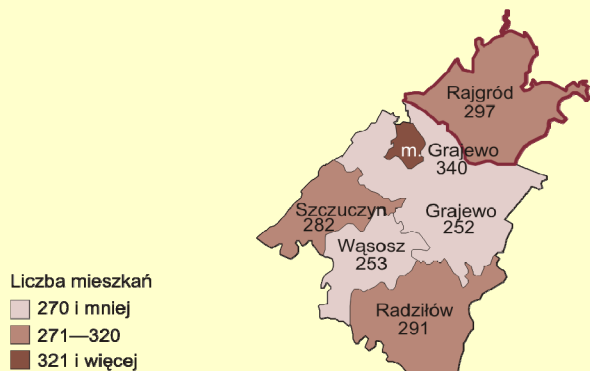 Rajgród
297
m. Grajewo
340
Szczuczyn
282
Grajewo
252
Wąsosz
253
Radziłów
291
Liczba mieszkań
270 i mniej
271—320
321 i więcej